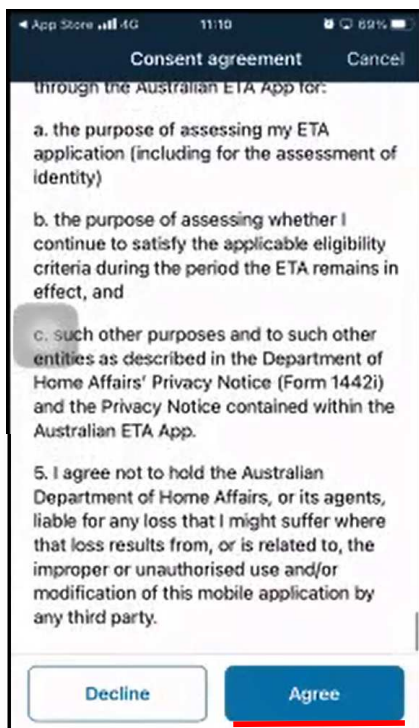 App Store 4G 11:10 69%
Consent agreement Cancel
through the Australian ETA App for:
a. the purpose of assessing my ETA
application (including for the assessment of
identity)
b. the purpose of assessing whether I
continue to satisfy the applicable eligibility
criteria during the period the ETA remains in
effect, and
c. such other purposes and to such other
entities as described in the Department of
Home Affairs' Privacy Notice (Form 1442i)
and the Privacy Notice contained within the
Australian ETA App.
5. I agree not to hold the Australian
Department of Home Affairs, or its agents,
liable for any loss that I might suffer where
that loss results from, or is related to, the
improper or unauthorised use and/or
modification of this mobile application by
any third party.
Decline Agree